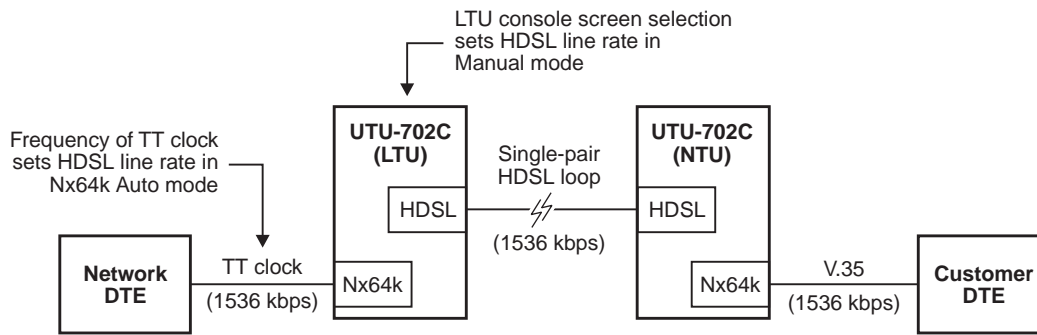 LTU console screen selection
sets HDSL line rate in
Manual mode
Frequency of TT clock
sets HDSL line rate in
Nx64k Auto mode
UTU-702C
(LTU)
HDSL
Nx64k
Single-pair
HDSL loop
(1536 kbps)
UTU-702C
(NTU)
HDSL
Nx64k
Network
DTE
TT clock
(1536 kbps)
V.35
(1536 kbps)
Customer
DTE